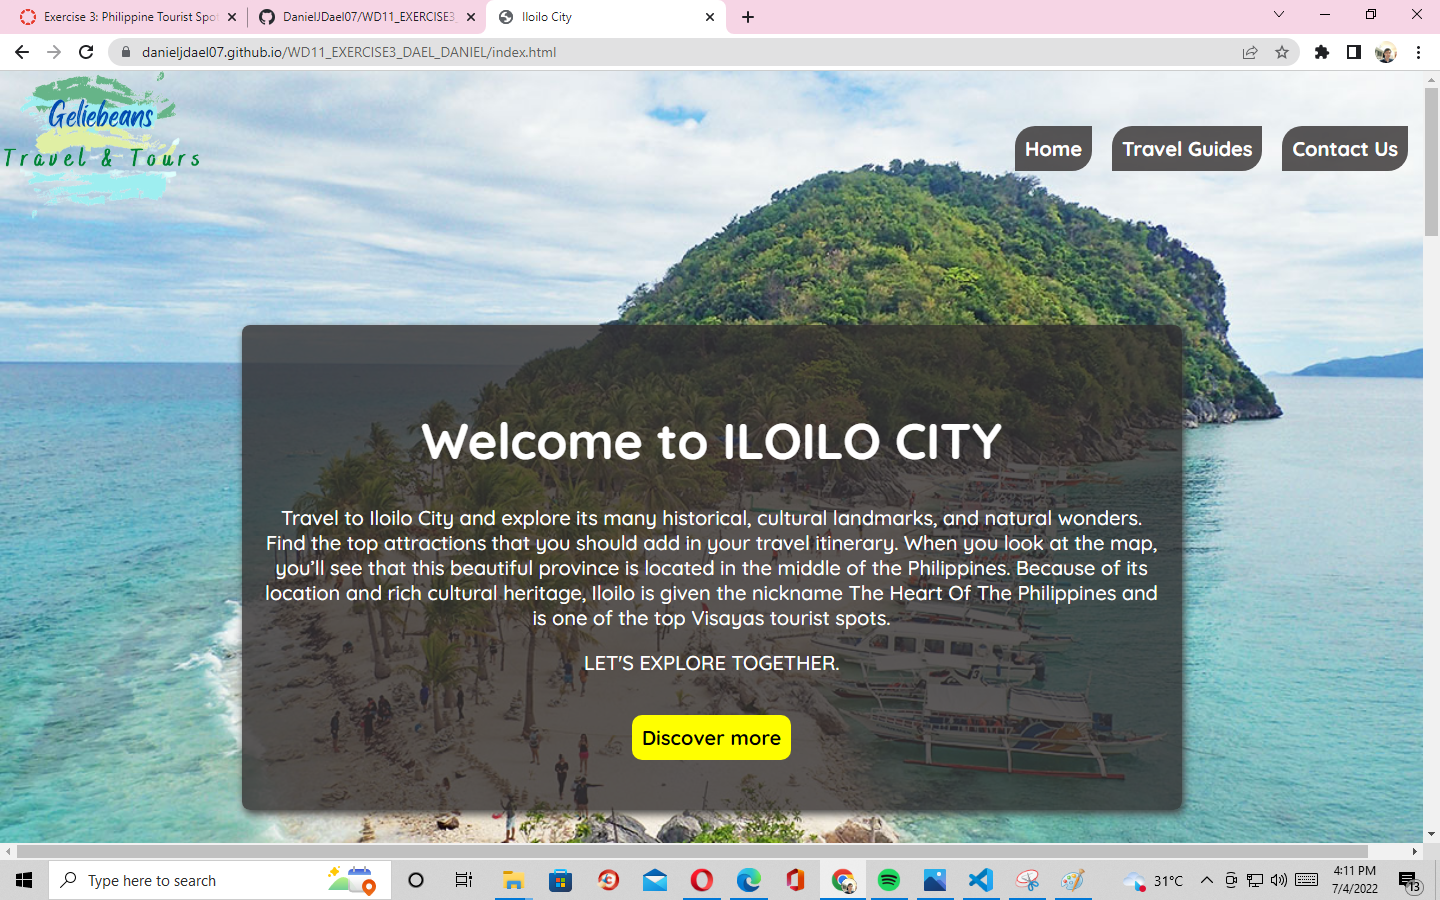 Exercise 3: Philippine Tourist Spo
DanielJDael07/WD11_EXERCISE3_
Iloilo City
danieljdael07.github.io/WD11_EXERCISE3_DAEL_DANIEL/index.html
Geliebeans
Travel & Tours
Home
Travel Guides
Contact Us
Welcome to ILOILO CITY
Travel to Iloilo City and explore its many historical, cultural landmarks, and natural wonders.
Find the top attractions that you should add in your travel itinerary. When you look at the map,
you’ll see that this beautiful province is located in the middle of the Philippines. Because of its
location and rich cultural heritage, Iloilo is given the nickname The Heart Of The Philippines and
is one of the top Visayas tourist spots.
LET'S EXPLORE TOGETHER.
Discover more
Type here to search
31°C
4:11 PM
7/4/2022
13